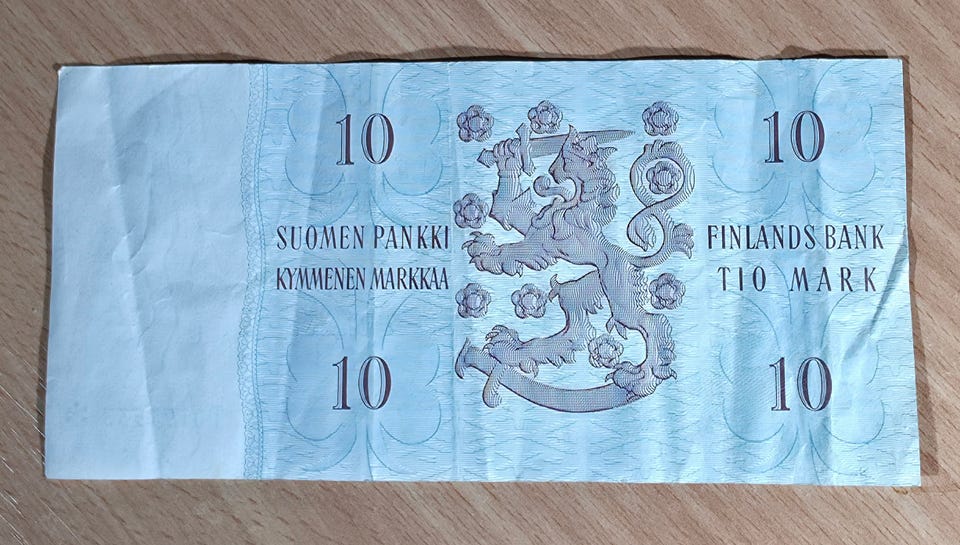 10 10
SUOMEN PANKKI FINLANDS BANK
KYMMENEN MARKKAA TIO MARK
10 10